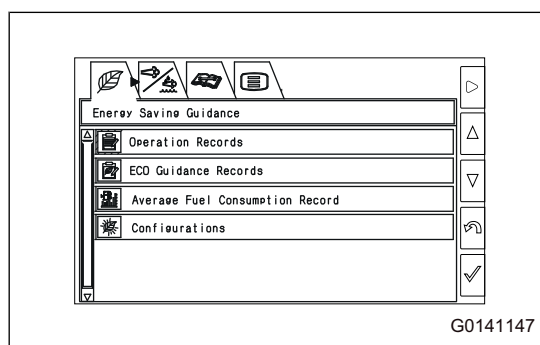 Energy Saving Guidance
Operation Records
ECO Guidance Records
Average Fuel Consumption Record
Configurations
G0141147